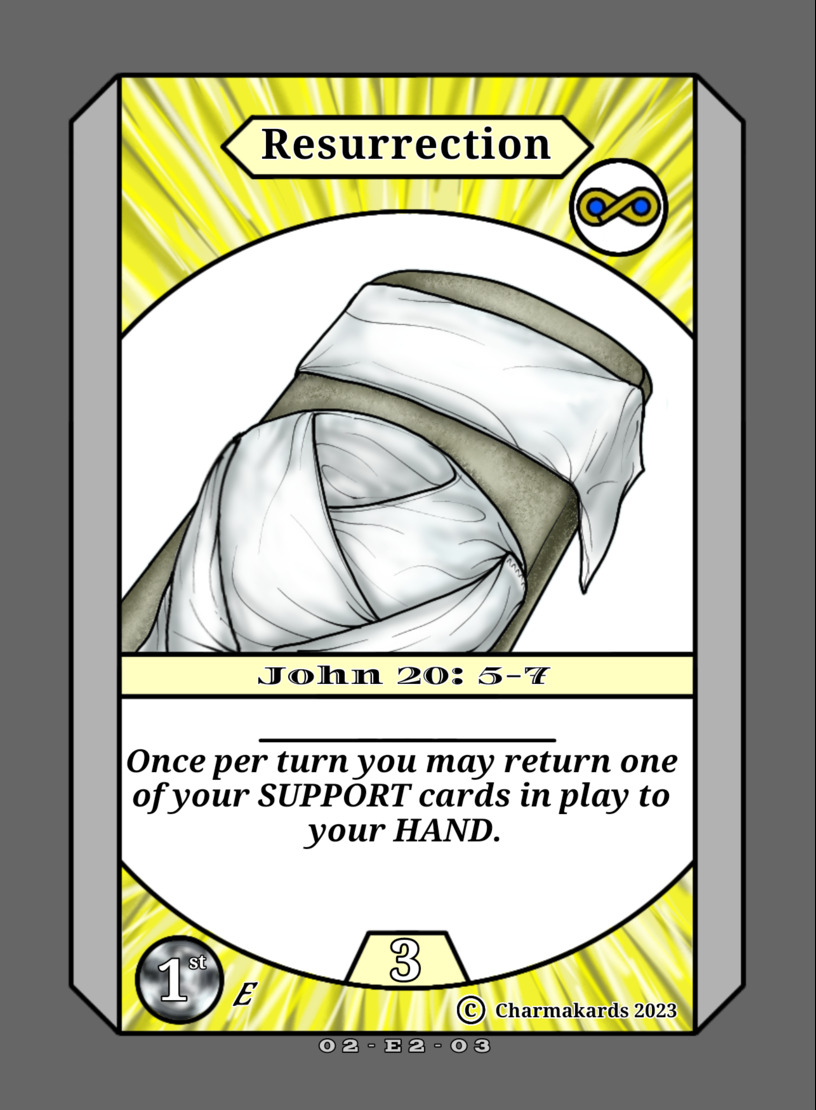 Resurrection
John 20: 5-7
Once per turn you may return one
of your SUPPORT cards in play to
your HAND.
3
1st
E
© Charmakards 2023
02-E2-03